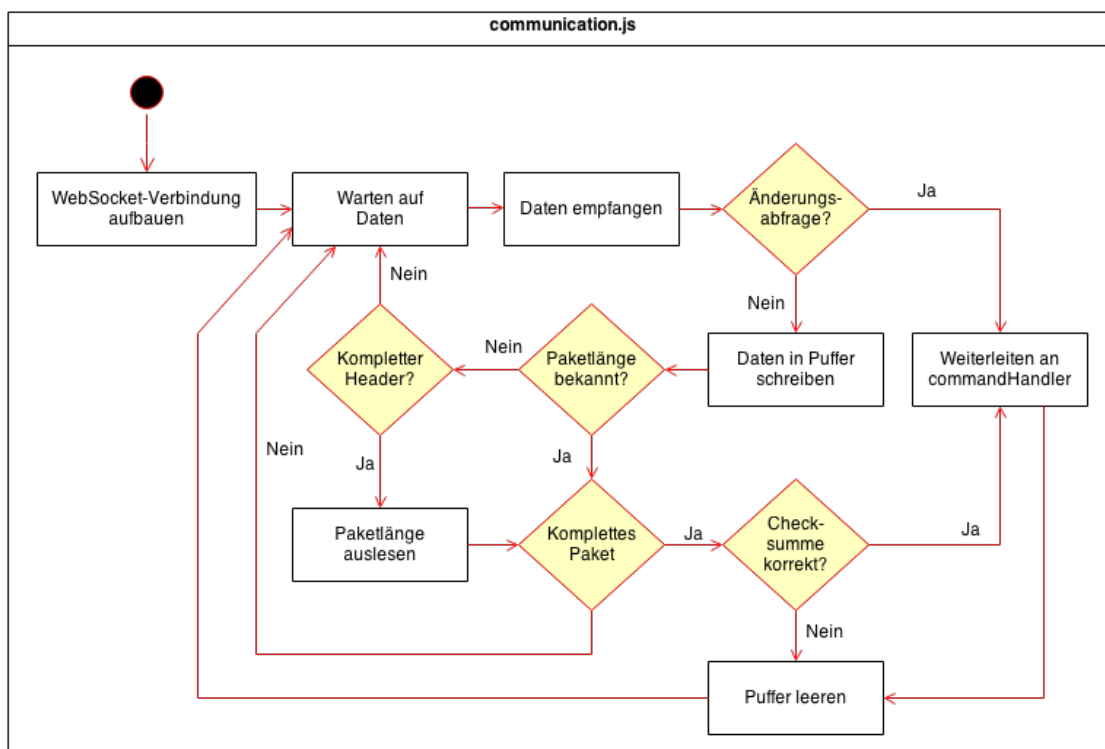 communication.js
WebSocket-Verbindung
aufbauen
Warten auf
Daten
Daten empfangen
Änderungs-
abfrage?
Ja
Nein
Nein
Kompletter
Header?
Nein
Paketlänge
bekannt?
Daten in Puffer
schreiben
Weiterleiten an
commandHandler
Nein
Ja
Ja
Paketlänge
auslesen
Komplettes
Paket
Ja
Check-
summe
korrekt?
Ja
Nein
Puffer leeren